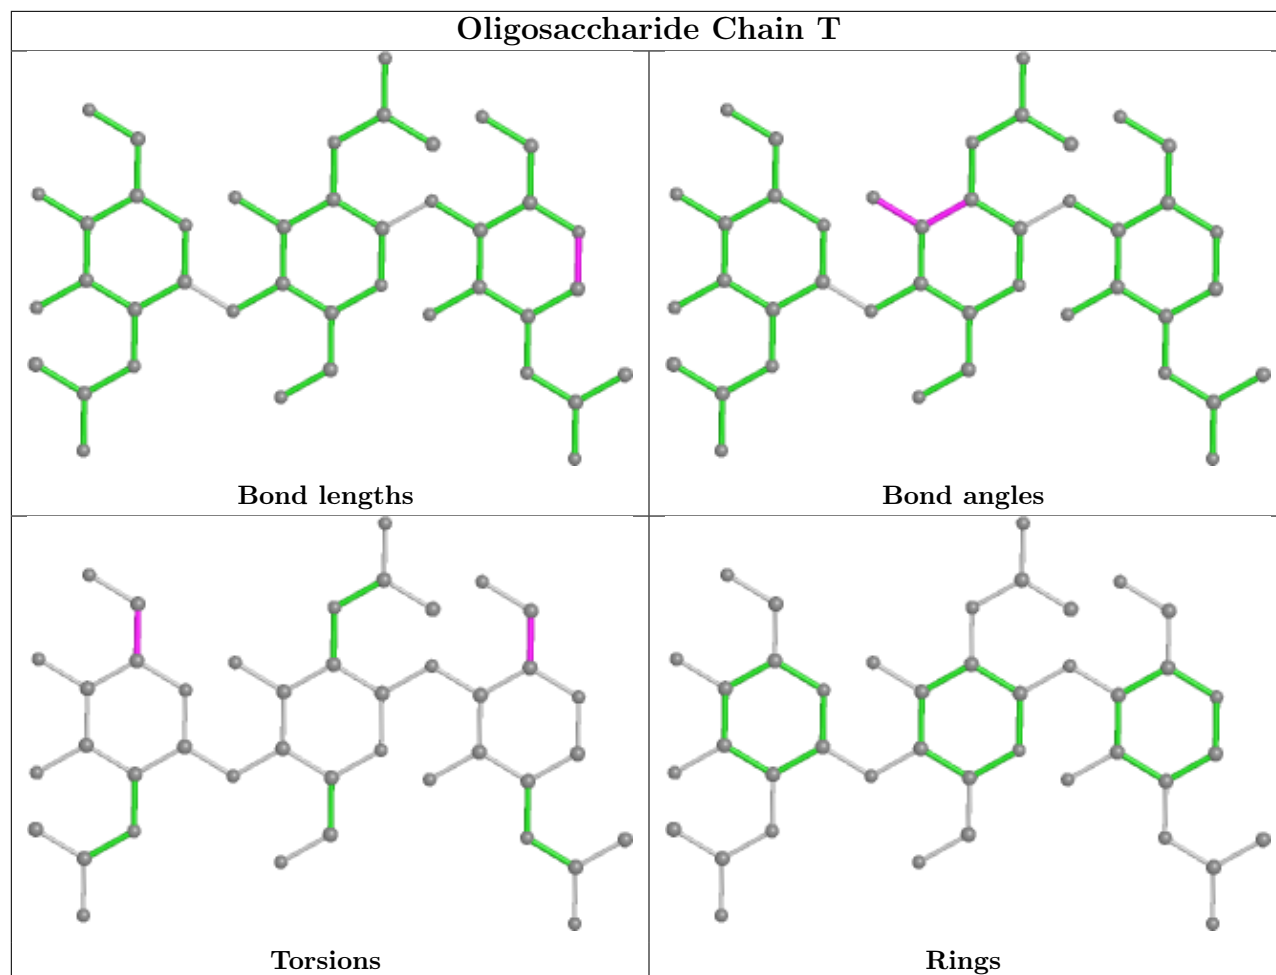 Oligosaccharide Chain T
Bond lengths
Bond angles
Torsions
Rings